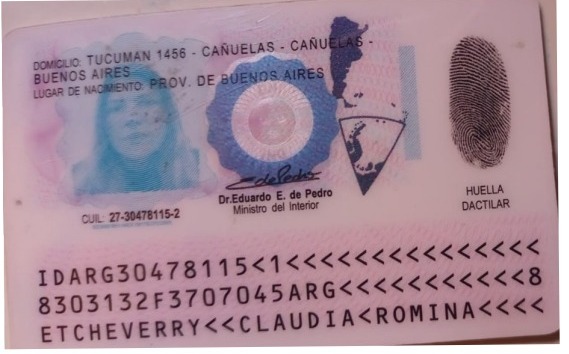 DOMICILIO: TUCUMAN 1456 - CAÑUELAS - CAÑUELAS -
BUENOS AIRES
LUGAR DE NACIMIENTO: PROV. DE BUENOS AIRES
CUIL: 27-30478115-2
Dr. Eduardo E. de Pedro
Ministro del Interior
HUELLA
DACTILAR
IDARG30478115<1<<<<<<<<<<<<<<<
8303132F3707045ARG<<<<<<<<<<<8
ETCHEVERRY<<CLAUDIA<ROMINA<<<<